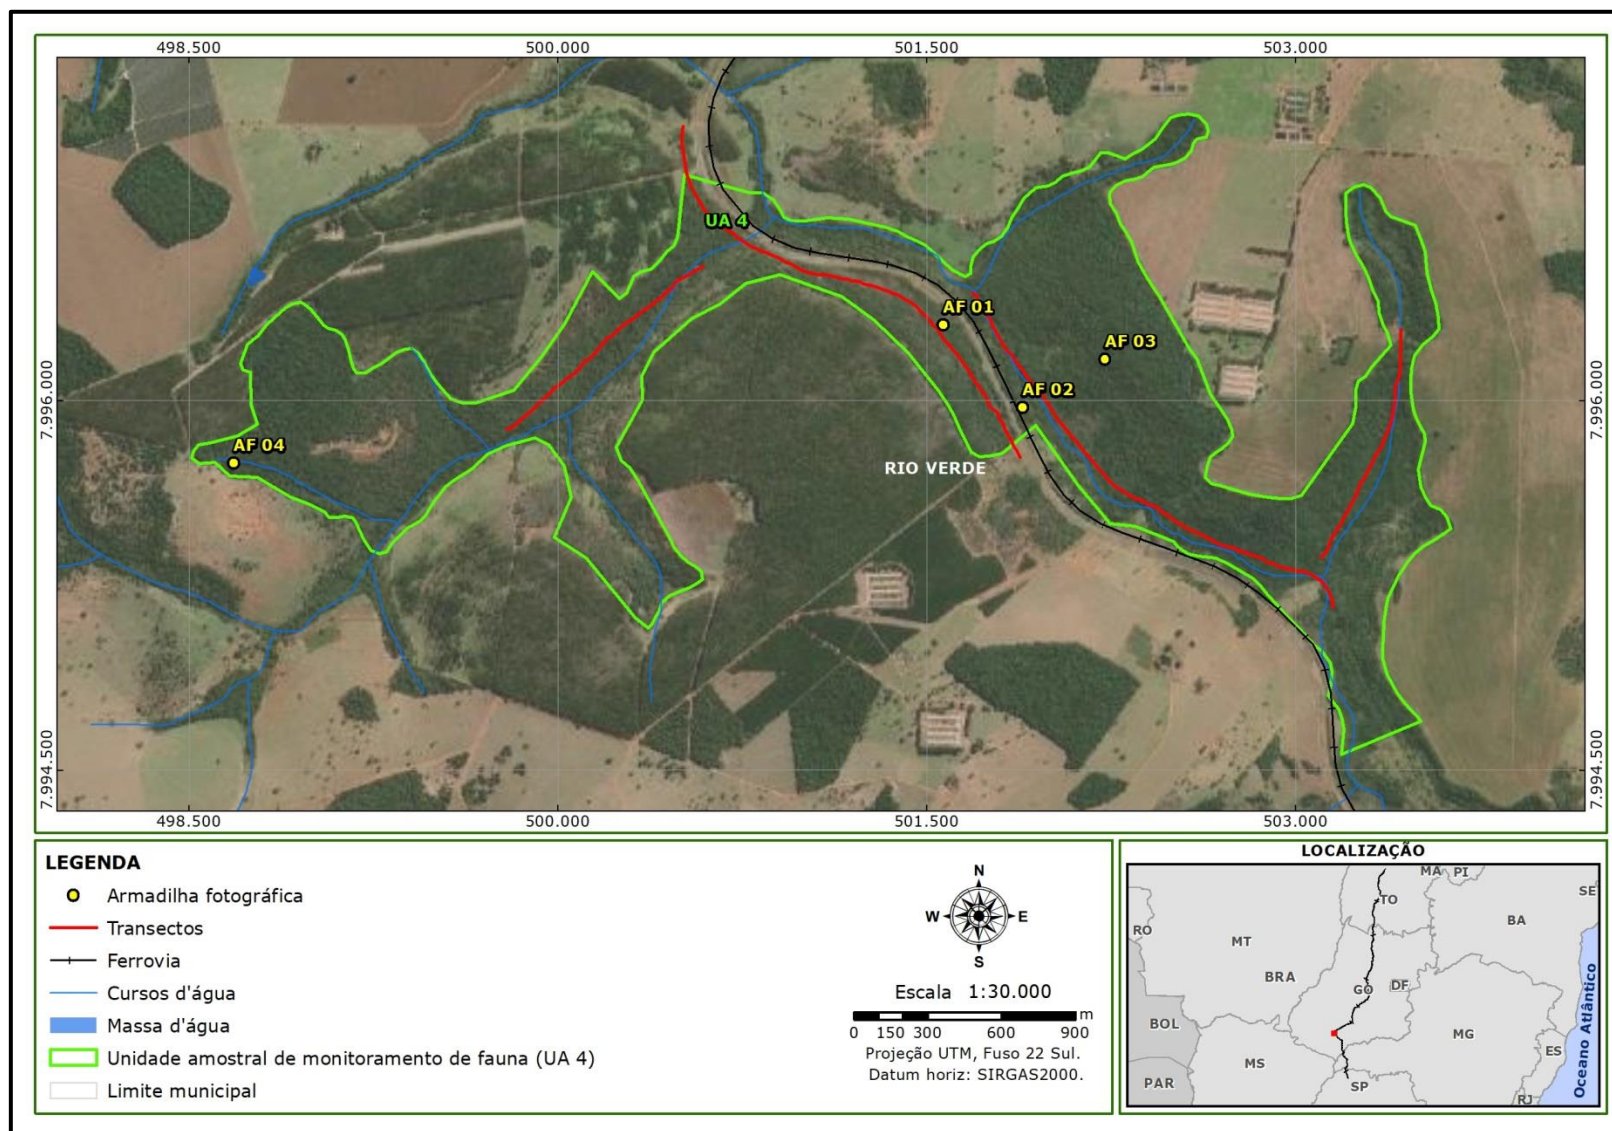 498.500
500.000
501.500
503.000
UA 4
AF 01
AF 03
7.996.000
AF 02
7.996.000
AF 04
RIO VERDE
7.994.500
7.994.500
498.500
500.000
501.500
503.000
LEGENDA
Armadilha fotográfica
Transectos
Ferrovia
Cursos d'água
Massa d'água
Unidade amostral de monitoramento de fauna (UA 4)
Limite municipal
N
W E
S
Escala 1:30.000
m
0 150 300 600 900
Projeção UTM, Fuso 22 Sul.
Datum horiz: SIRGAS2000.
LOCALIZAÇÃO
MA PI
SE
TO
BA
RO
MT
BRA
GO DF
BOL
MG
ES
MS
PAR
SP
RJ
Oceano Atlântico